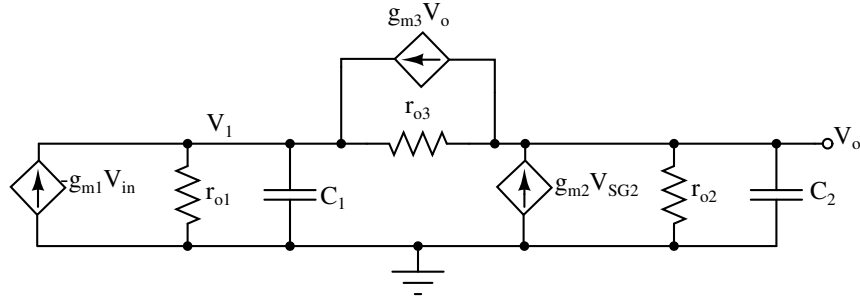 g_m3V_o
r_o3
V_1
V_o
-g_m1V_in
r_o1
C_1
g_m2V_SG2
r_o2
C_2